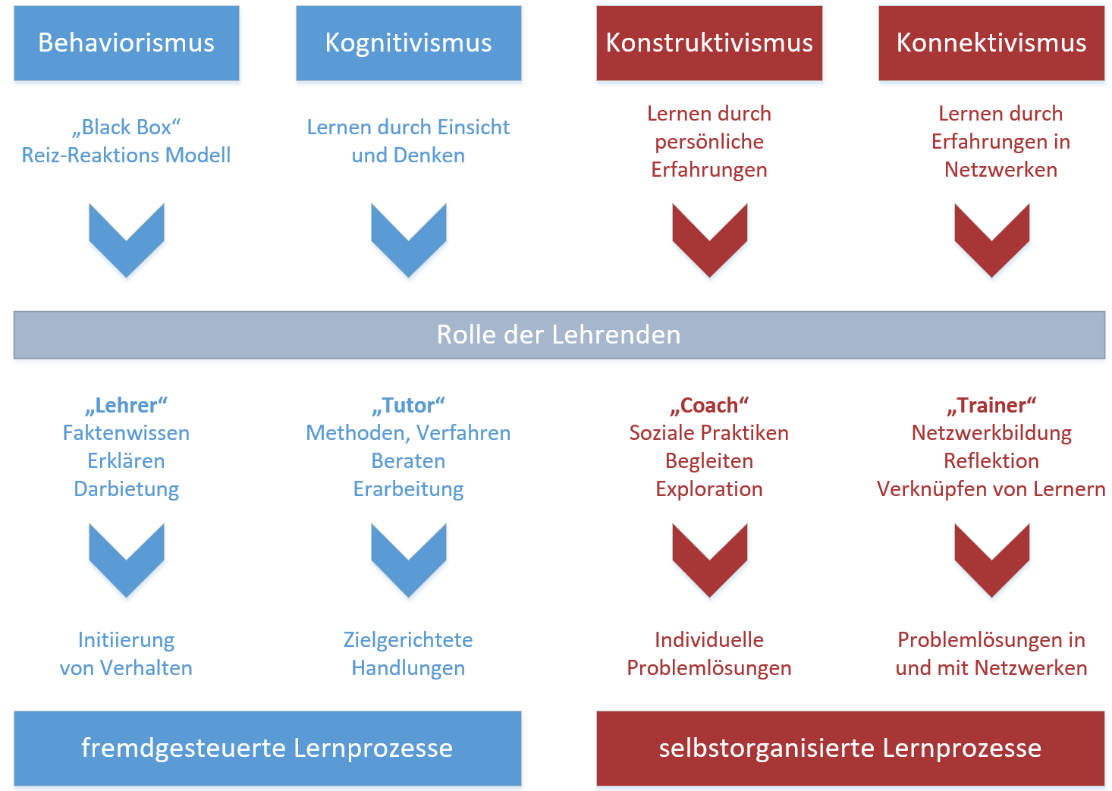 Behaviorismus
Kognitivismus
Konstruktivismus
Konnektivismus
„Black Box“
Reiz-Reaktions Modell
Lernen durch Einsicht
und Denken
Lernen durch
persönliche
Erfahrungen
Lernen durch
Erfahrungen in
Netzwerken
Rolle der Lehrenden
„Lehrer“
Faktenwissen
Erklären
Darbietung
„Tutor“
Methoden, Verfahren
Beraten
Erarbeitung
„Coach“
Soziale Praktiken
Begleiten
Exploration
„Trainer“
Netzwerkbildung
Reflektion
Verknüpfen von Lernern
Initiierung
von Verhalten
Zielgerichtete
Handlungen
Individuelle
Problemlösungen
Problemlösungen in
und mit Netzwerken
fremdgesteuerte Lernprozesse
selbstorganisierte Lernprozesse